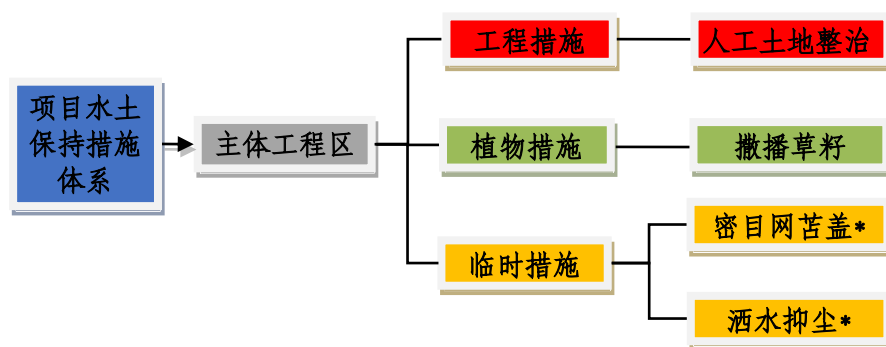 项目水土
保持措施
体系
主体工程区
工程措施
人工土地整治
植物措施
撒播草籽
临时措施
密目网苫盖*
洒水抑尘*